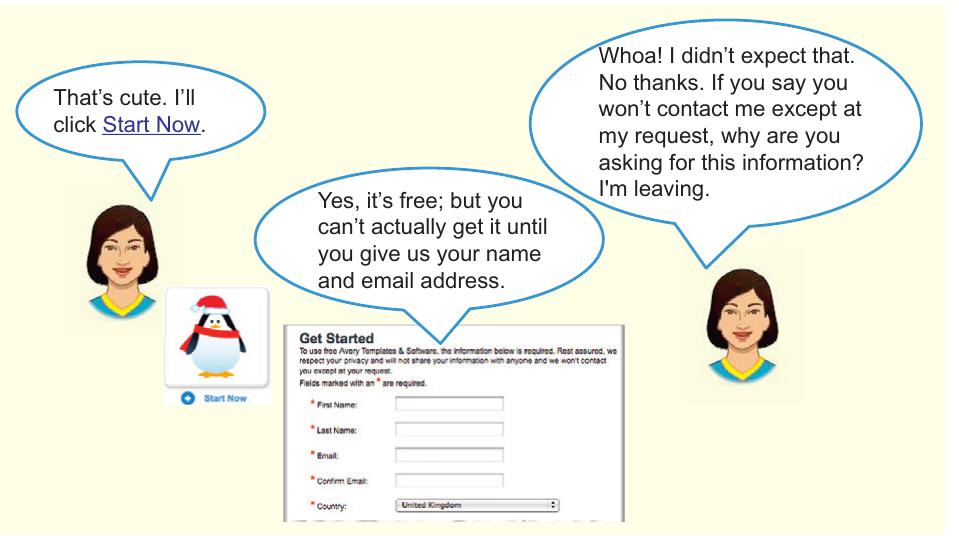 That's cute. I'll
click Start Now.
Start Now
Yes, it's free; but you
can't actually get it until
you give us your name
and email address.
Get Started
To use free Avery Templates & Software, the information below is required. Rest assured, we
respect your privacy and will not share your information with anyone and we won't contact
you except at your request.
Fields marked with an * are required.
* First Name:
* Last Name:
* Email:
* Confirm Email:
* Country: United Kingdom
Whoa! I didn't expect that.
No thanks. If you say you
won't contact me except at
my request, why are you
asking for this information?
I'm leaving.